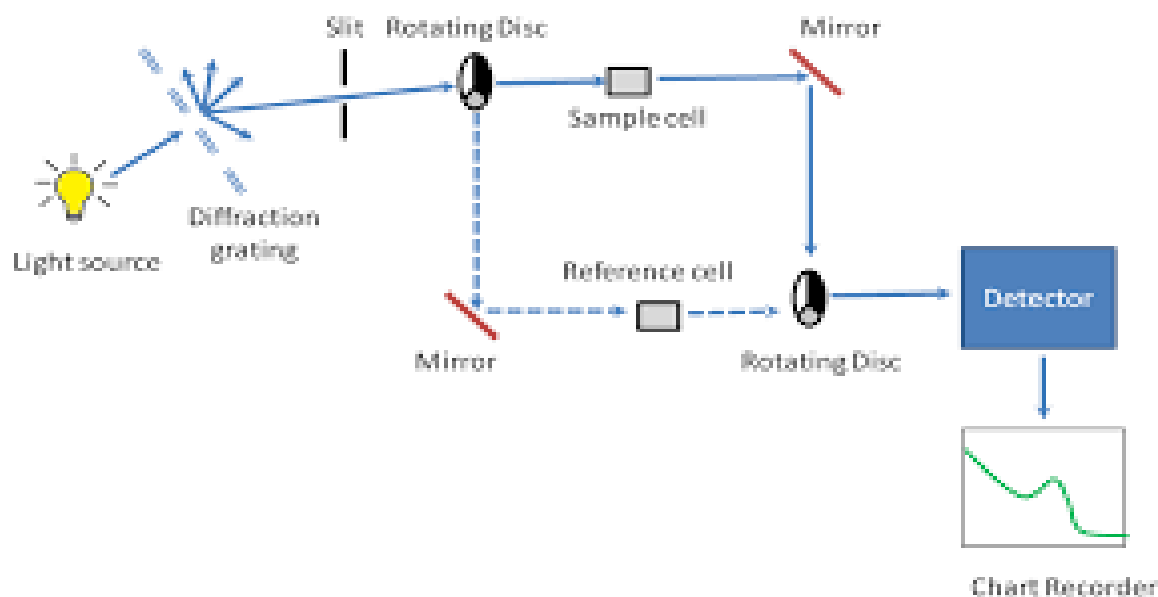 Slit
Rotating Disc
Mirror
Sample cell
Diffraction
grating
Light source
Reference cell
Detector
Mirror
Rotating Disc
Chart Recorder